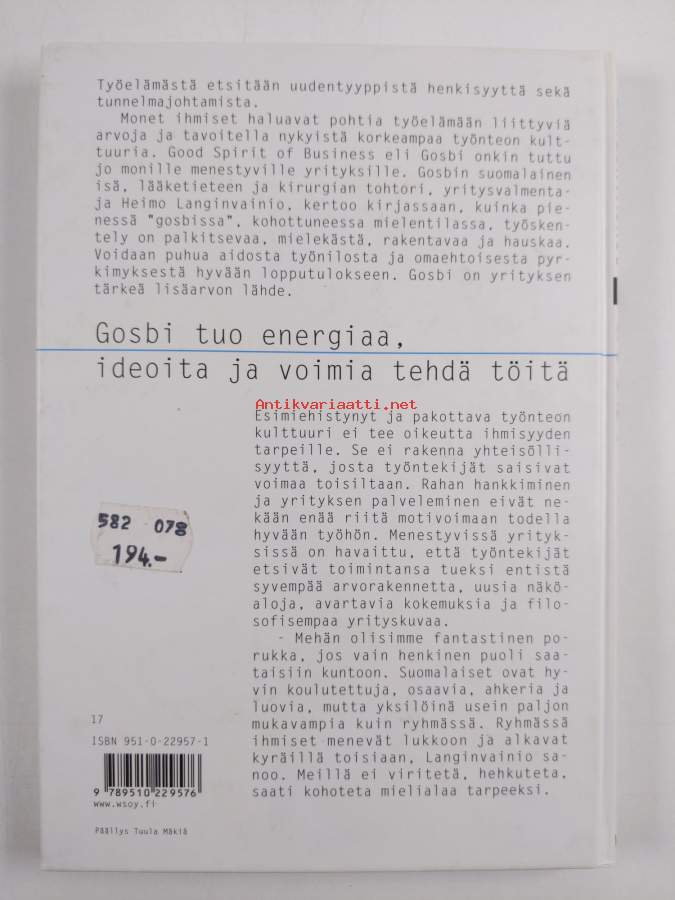 Työelämästä etsitään uudentyyppistä henkisyyttä sekä
tunnelmajohtamista.
Monet ihmiset haluavat pohtia työelämään liittyviä
arvoja ja tavoitella nykyistä korkeampaa työnteon kult-
tuuria. Good Spirit of Business eli Gosbi onkin tuttu
jo monille menestyville yrityksille. Gosbin suomalainen
isä, lääketieteen ja kirurgian tohtori, yritysvalmenta-
ja Heimo Langinvainio, kertoo kirjassaan, kuinka pie-
nessä "gosbissa", kohottuneessa mielentilassa, työsken-
tely on palkitsevaa, mielekästä, rakentavaa ja hauskaa.
Voidaan puhua aidosta työnilosta ja omaehtoisesta pyr-
kimyksestä hyvään lopputulokseen. Gosbi on yrityksen
tärkeä lisäarvon lähde.
Gosbi tuo energiaa,
ideoita ja voimia tehdä töitä
Antikvariaatti.net
Esimiehistynyt ja pakottava työnteon
kulttuuri ei tee oikeutta ihmisyyden
tarpeille. Se ei rakenna yhteisölli-
syyttä, josta työntekijät saisivat
voimaa toisiltaan. Rahan hankkiminen
ja yrityksen palveleminen eivät ne-
kään enää riitä motivoimaan todella
hyvään työhön. Menestyvissä yrityk-
sissä on havaittu, että työntekijät
etsivät toimintansa tueksi entistä
syvempää arvorakennetta, uusia näkö-
aloja, avartavia kokemuksia ja filo-
sofisempaa yrityskuvaa.
- Mehän olisimme fantastinen po-
rukka, jos vain henkinen puoli saa-
taisiin kuntoon. Suomalaiset ovat hy-
vin koulutettuja, osaavia, ahkeria ja
luovia, mutta yksilöinä usein paljon
mukavampia kuin ryhmässä. Ryhmässä
ihmiset menevät lukkoon ja alkavat
kyräillä toisiaan, Langinvainio sa-
noo. Meillä ei viritetä, hehkuteta,
saati kohoteta mielialaa tarpeeksi.
582 078
194.-
17
ISBN 951-0-22957-1
9 789510 229576
www.wsoy.fi
Päällys Tuula Mäkiä